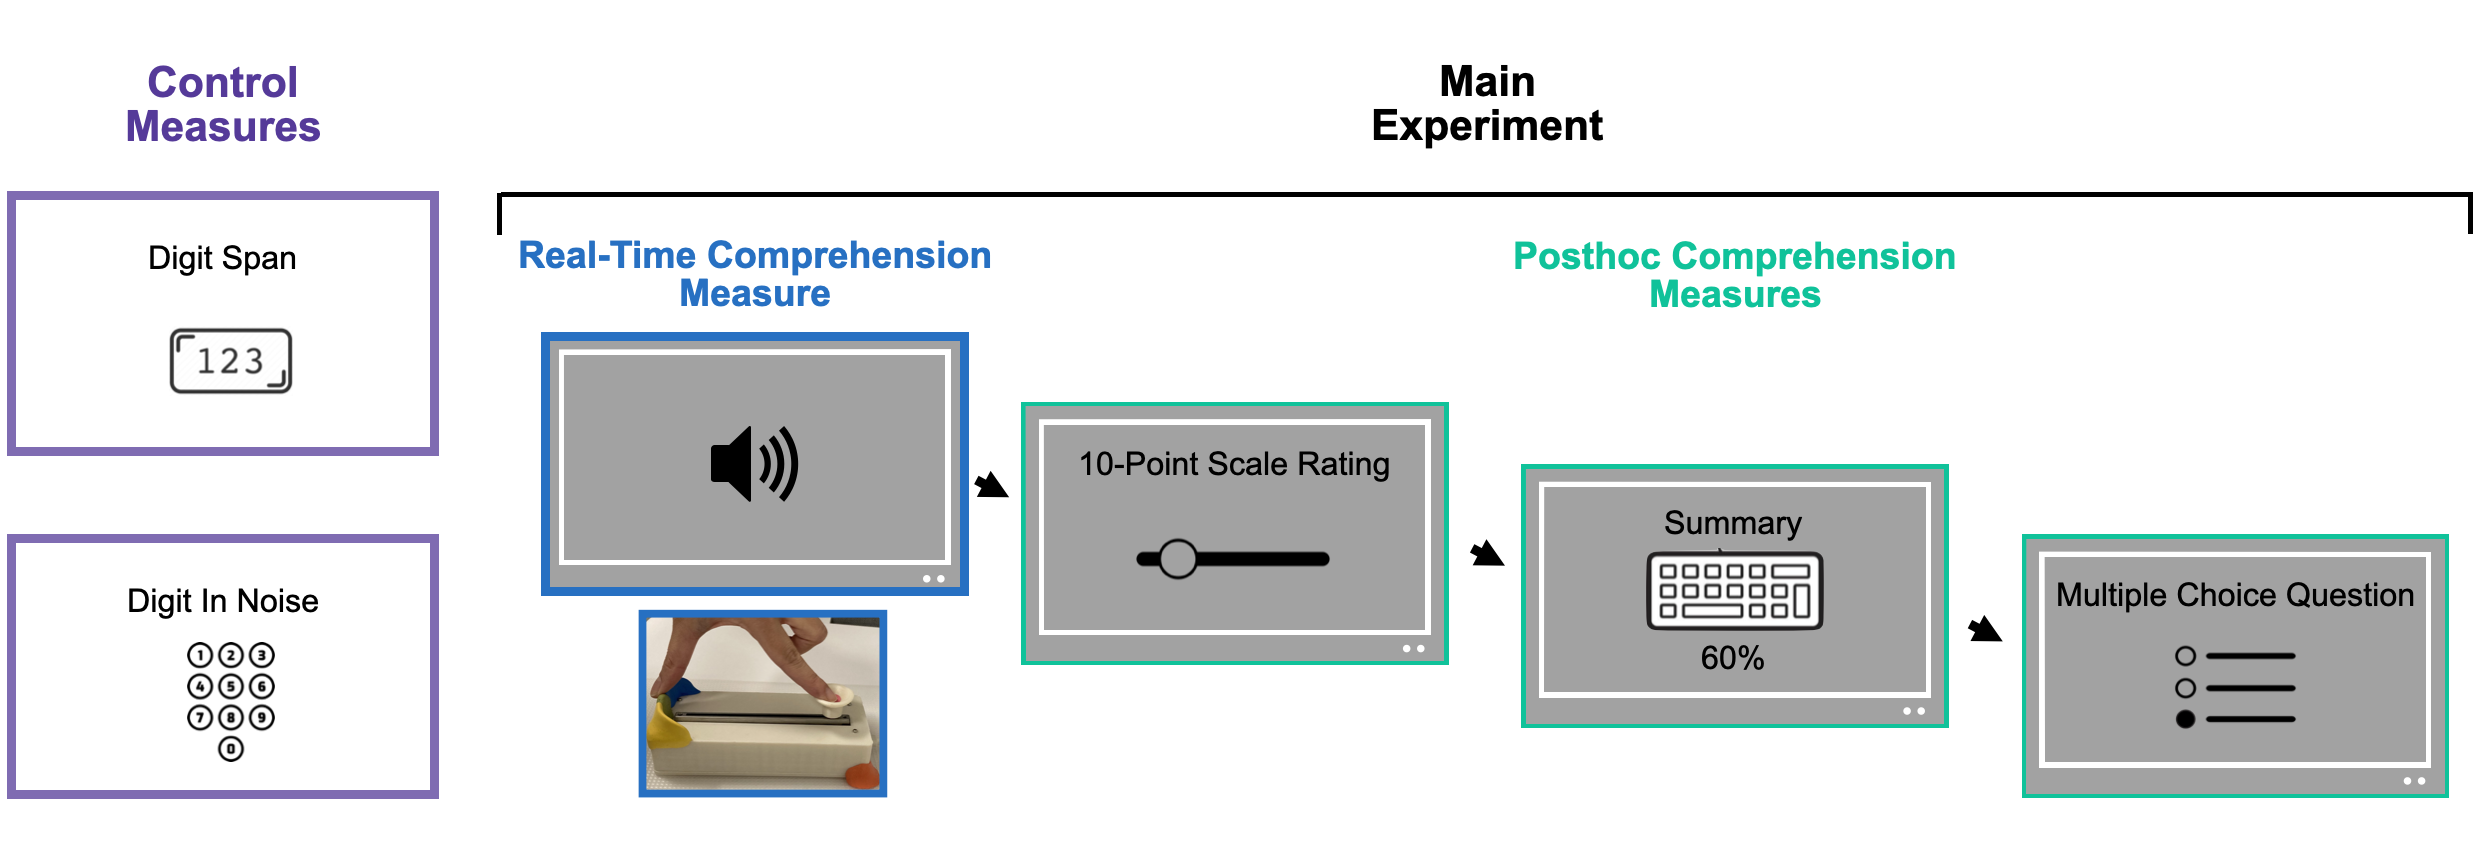 Control
Measures
Main
Experiment
Digit Span
123
Digit In Noise
1 2 3
4 5 6
7 8 9
0
Real-Time Comprehension
Measure
Posthoc Comprehension
Measures
10-Point Scale Rating
Summary
60%
Multiple Choice Question